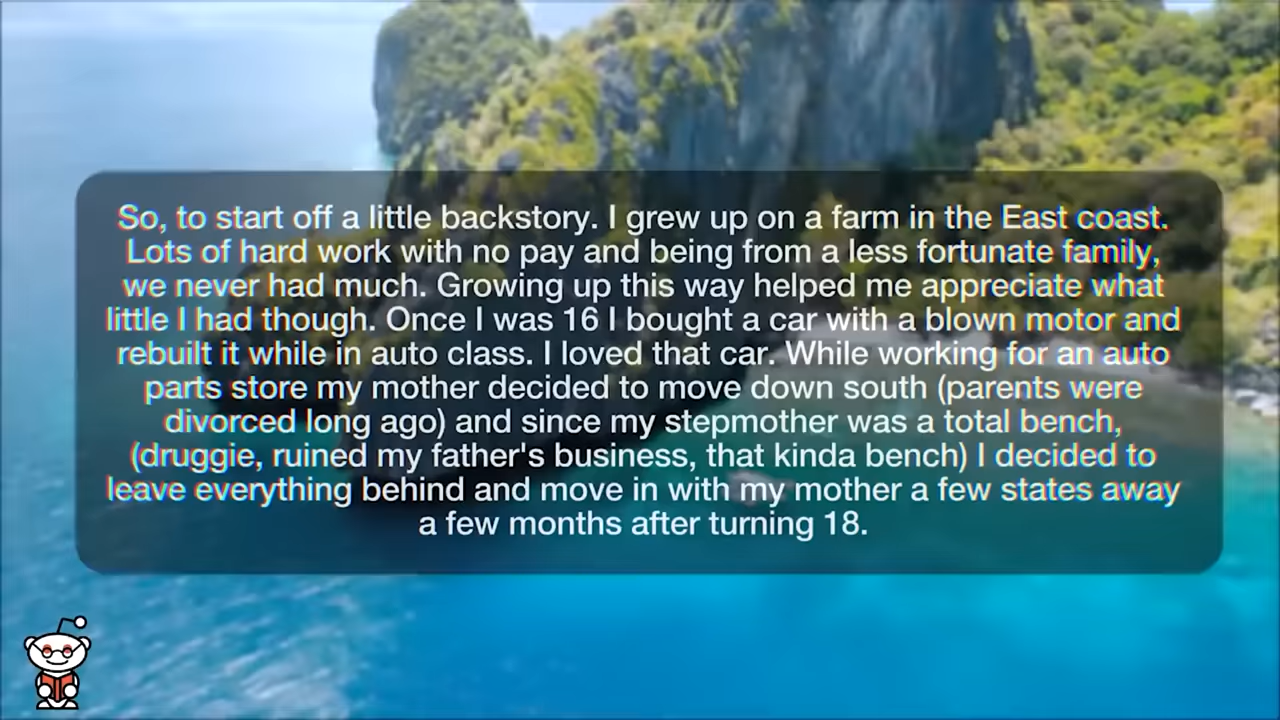 So, to start off a little backstory. I grew up on a farm in the East coast.
Lots of hard work with no pay and being from a less fortunate family,
we never had much. Growing up this way helped me appreciate what
little I had though. Once I was 16 I bought a car with a blown motor and
rebuilt it while in auto class. I loved that car. While working for an auto
parts store my mother decided to move down south (parents were
divorced long ago) and since my stepmother was a total bench,
(druggie, ruined my father's business, that kinda bench) I decided to
leave everything behind and move in with my mother a few states away
a few months after turning 18.